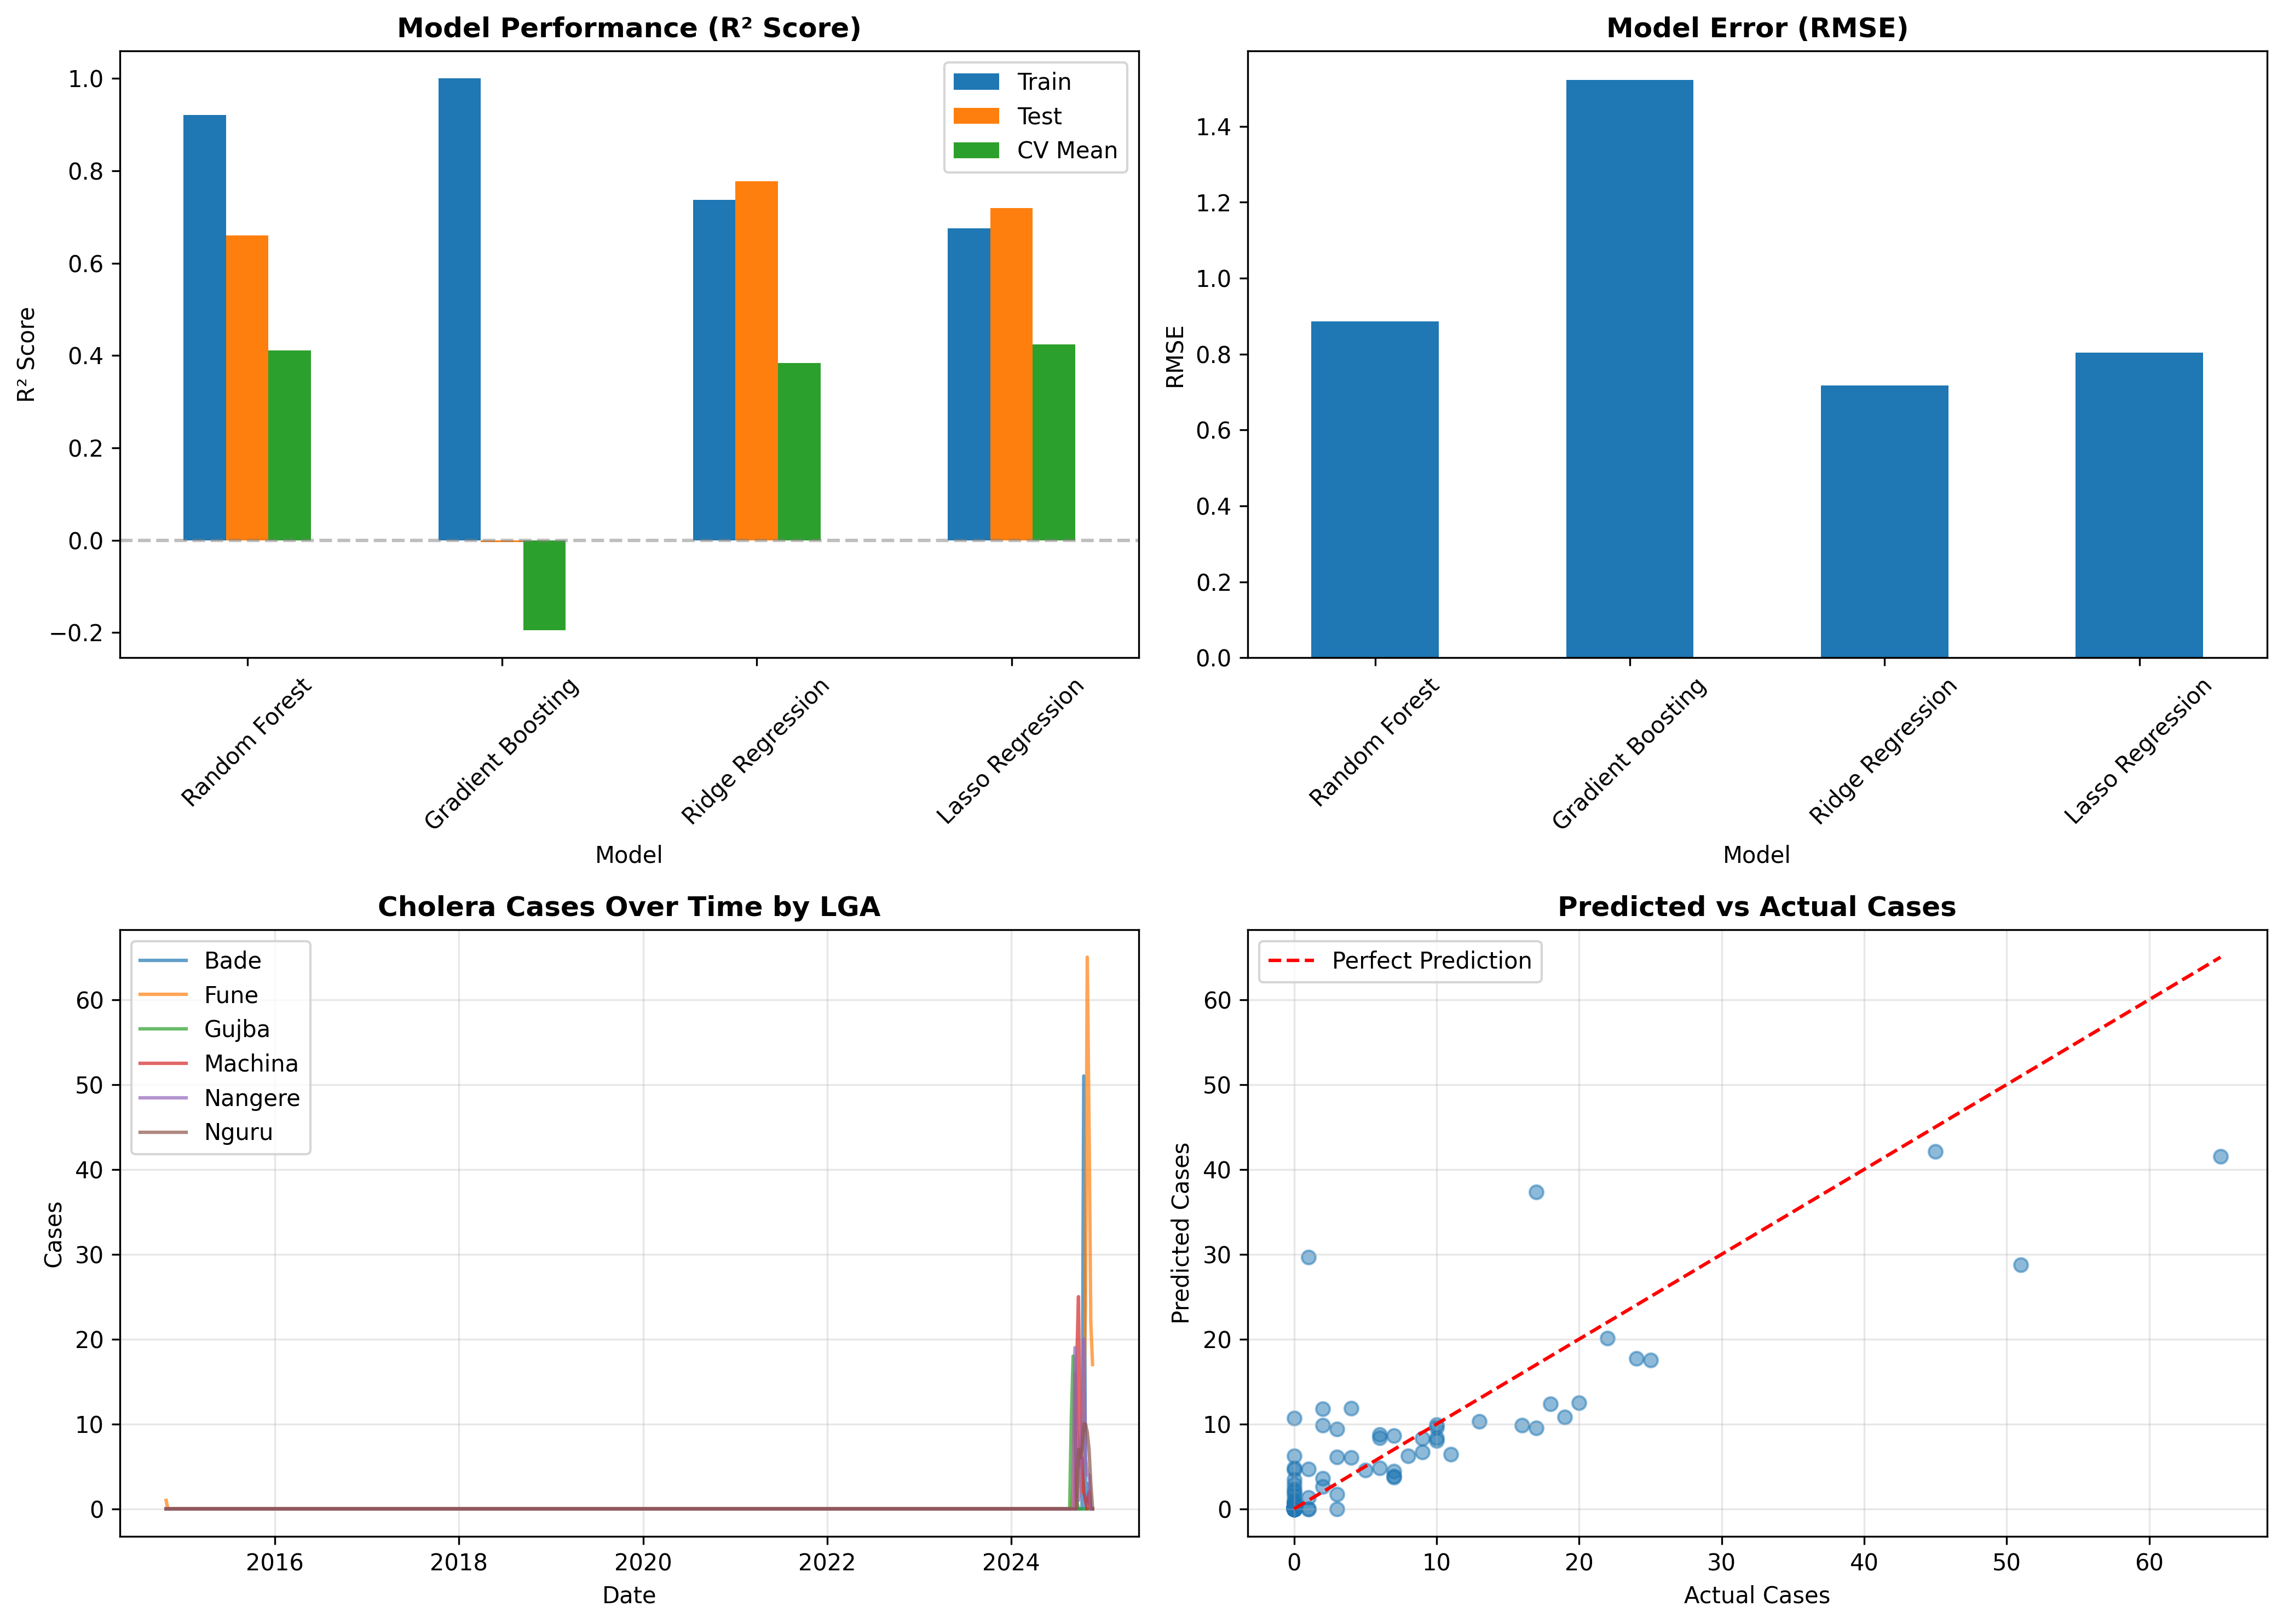 Model Performance (R² Score)
R² Score
1.0
0.8
0.6
0.4
0.2
0.0
−0.2
Train
Test
CV Mean
Random Forest
Gradient Boosting
Ridge Regression
Lasso Regression
Model
Model Error (RMSE)
RMSE
1.4
1.2
1.0
0.8
0.6
0.4
0.2
0.0
Random Forest
Gradient Boosting
Ridge Regression
Lasso Regression
Model
Cholera Cases Over Time by LGA
Cases
60
50
40
30
20
10
0
Bade
Fune
Gujba
Machina
Nangere
Nguru
2016 2018 2020 2022 2024
Date
Predicted vs Actual Cases
Predicted Cases
60
50
40
30
20
10
0
Perfect Prediction
0 10 20 30 40 50 60
Actual Cases